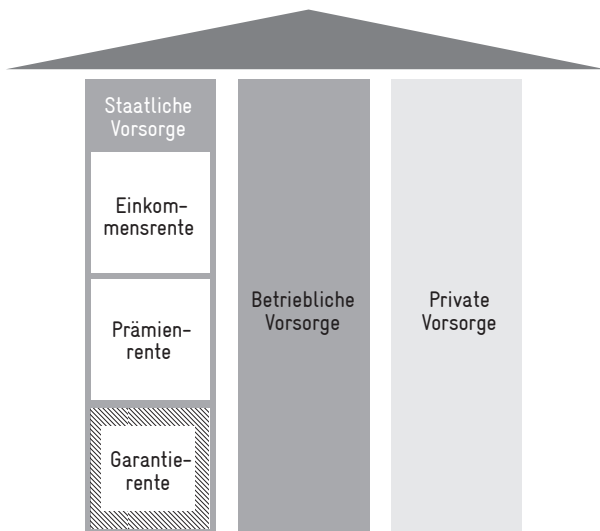 Staatliche
Vorsorge
Einkom-
mensrente
Prämien-
rente
Garantie-
rente
Betriebliche
Vorsorge
Private
Vorsorge